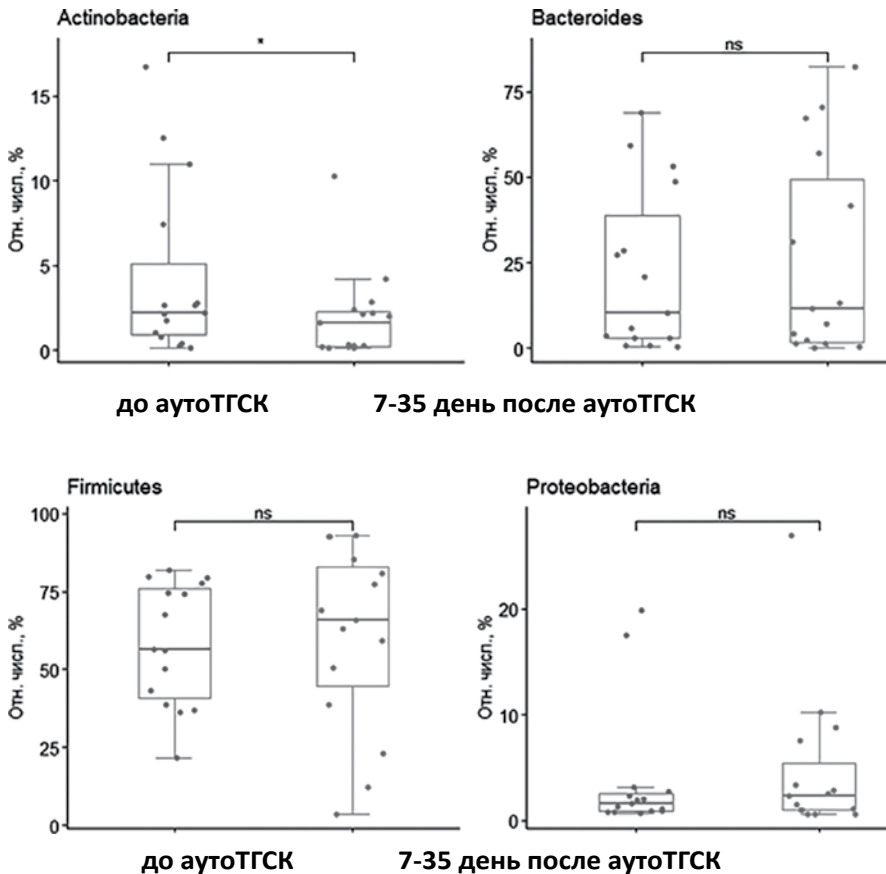 Actinobacteria
Bacteroides
*
ns
15
10
5
0
Отн. числ., %
75
50
25
0
Отн. числ., %
до аутоТГСК
7-35 день после аутоТГСК
Firmicutes
Proteobacteria
ns
ns
100
75
50
25
0
Отн. числ., %
20
10
0
Отн. числ., %
до аутоТГСК
7-35 день после аутоТГСК